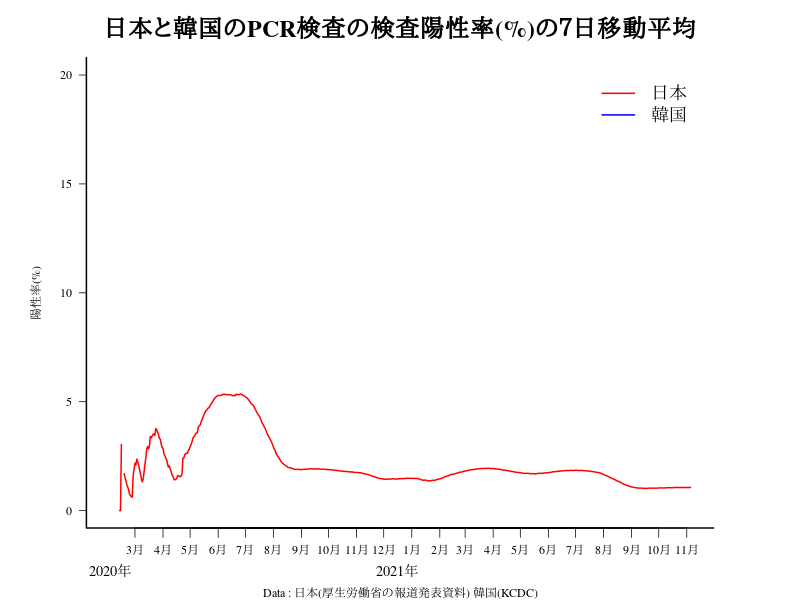 日本と韓国のPCR検査の検査陽性率(%)の7日移動平均
20
15
10
5
0
陽性率(%)
日本
韓国
3月 4月 5月 6月 7月 8月 9月 10月 11月 12月 1月 2月 3月 4月 5月 6月 7月 8月 9月 10月 11月
2020年 2021年
Data : 日本(厚生労働省の報道発表資料) 韓国(KCDC)